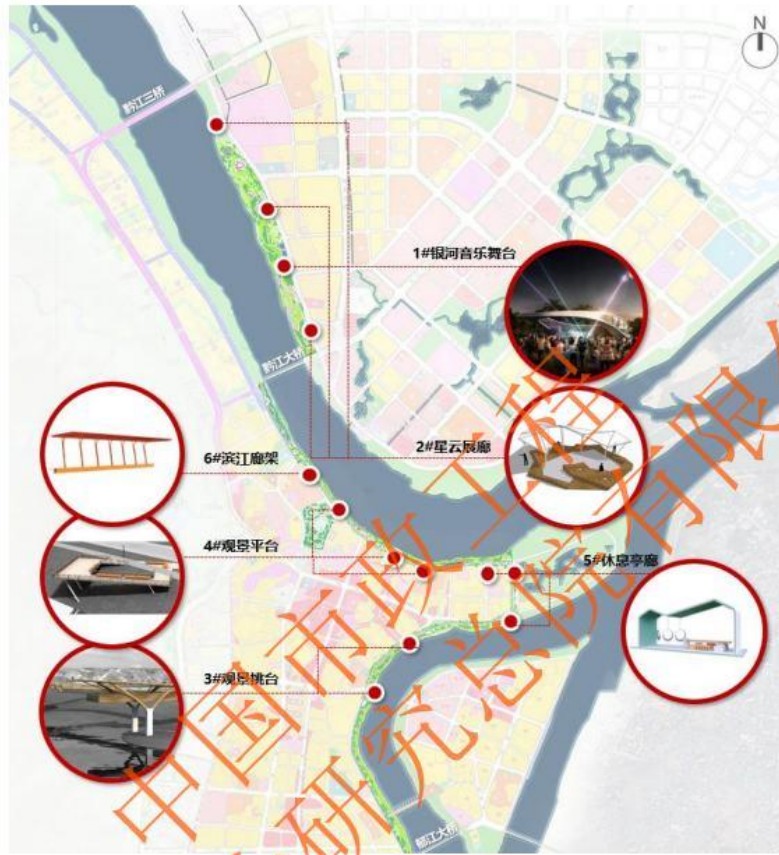 N
黔江三桥
1#银河音乐舞台
黔江大桥
2#星云展廊
6#滨江廊架
4#观景平台
5#休息亭廊
3#观景挑台
郁江大桥
中国市政工程
研究总院有限公